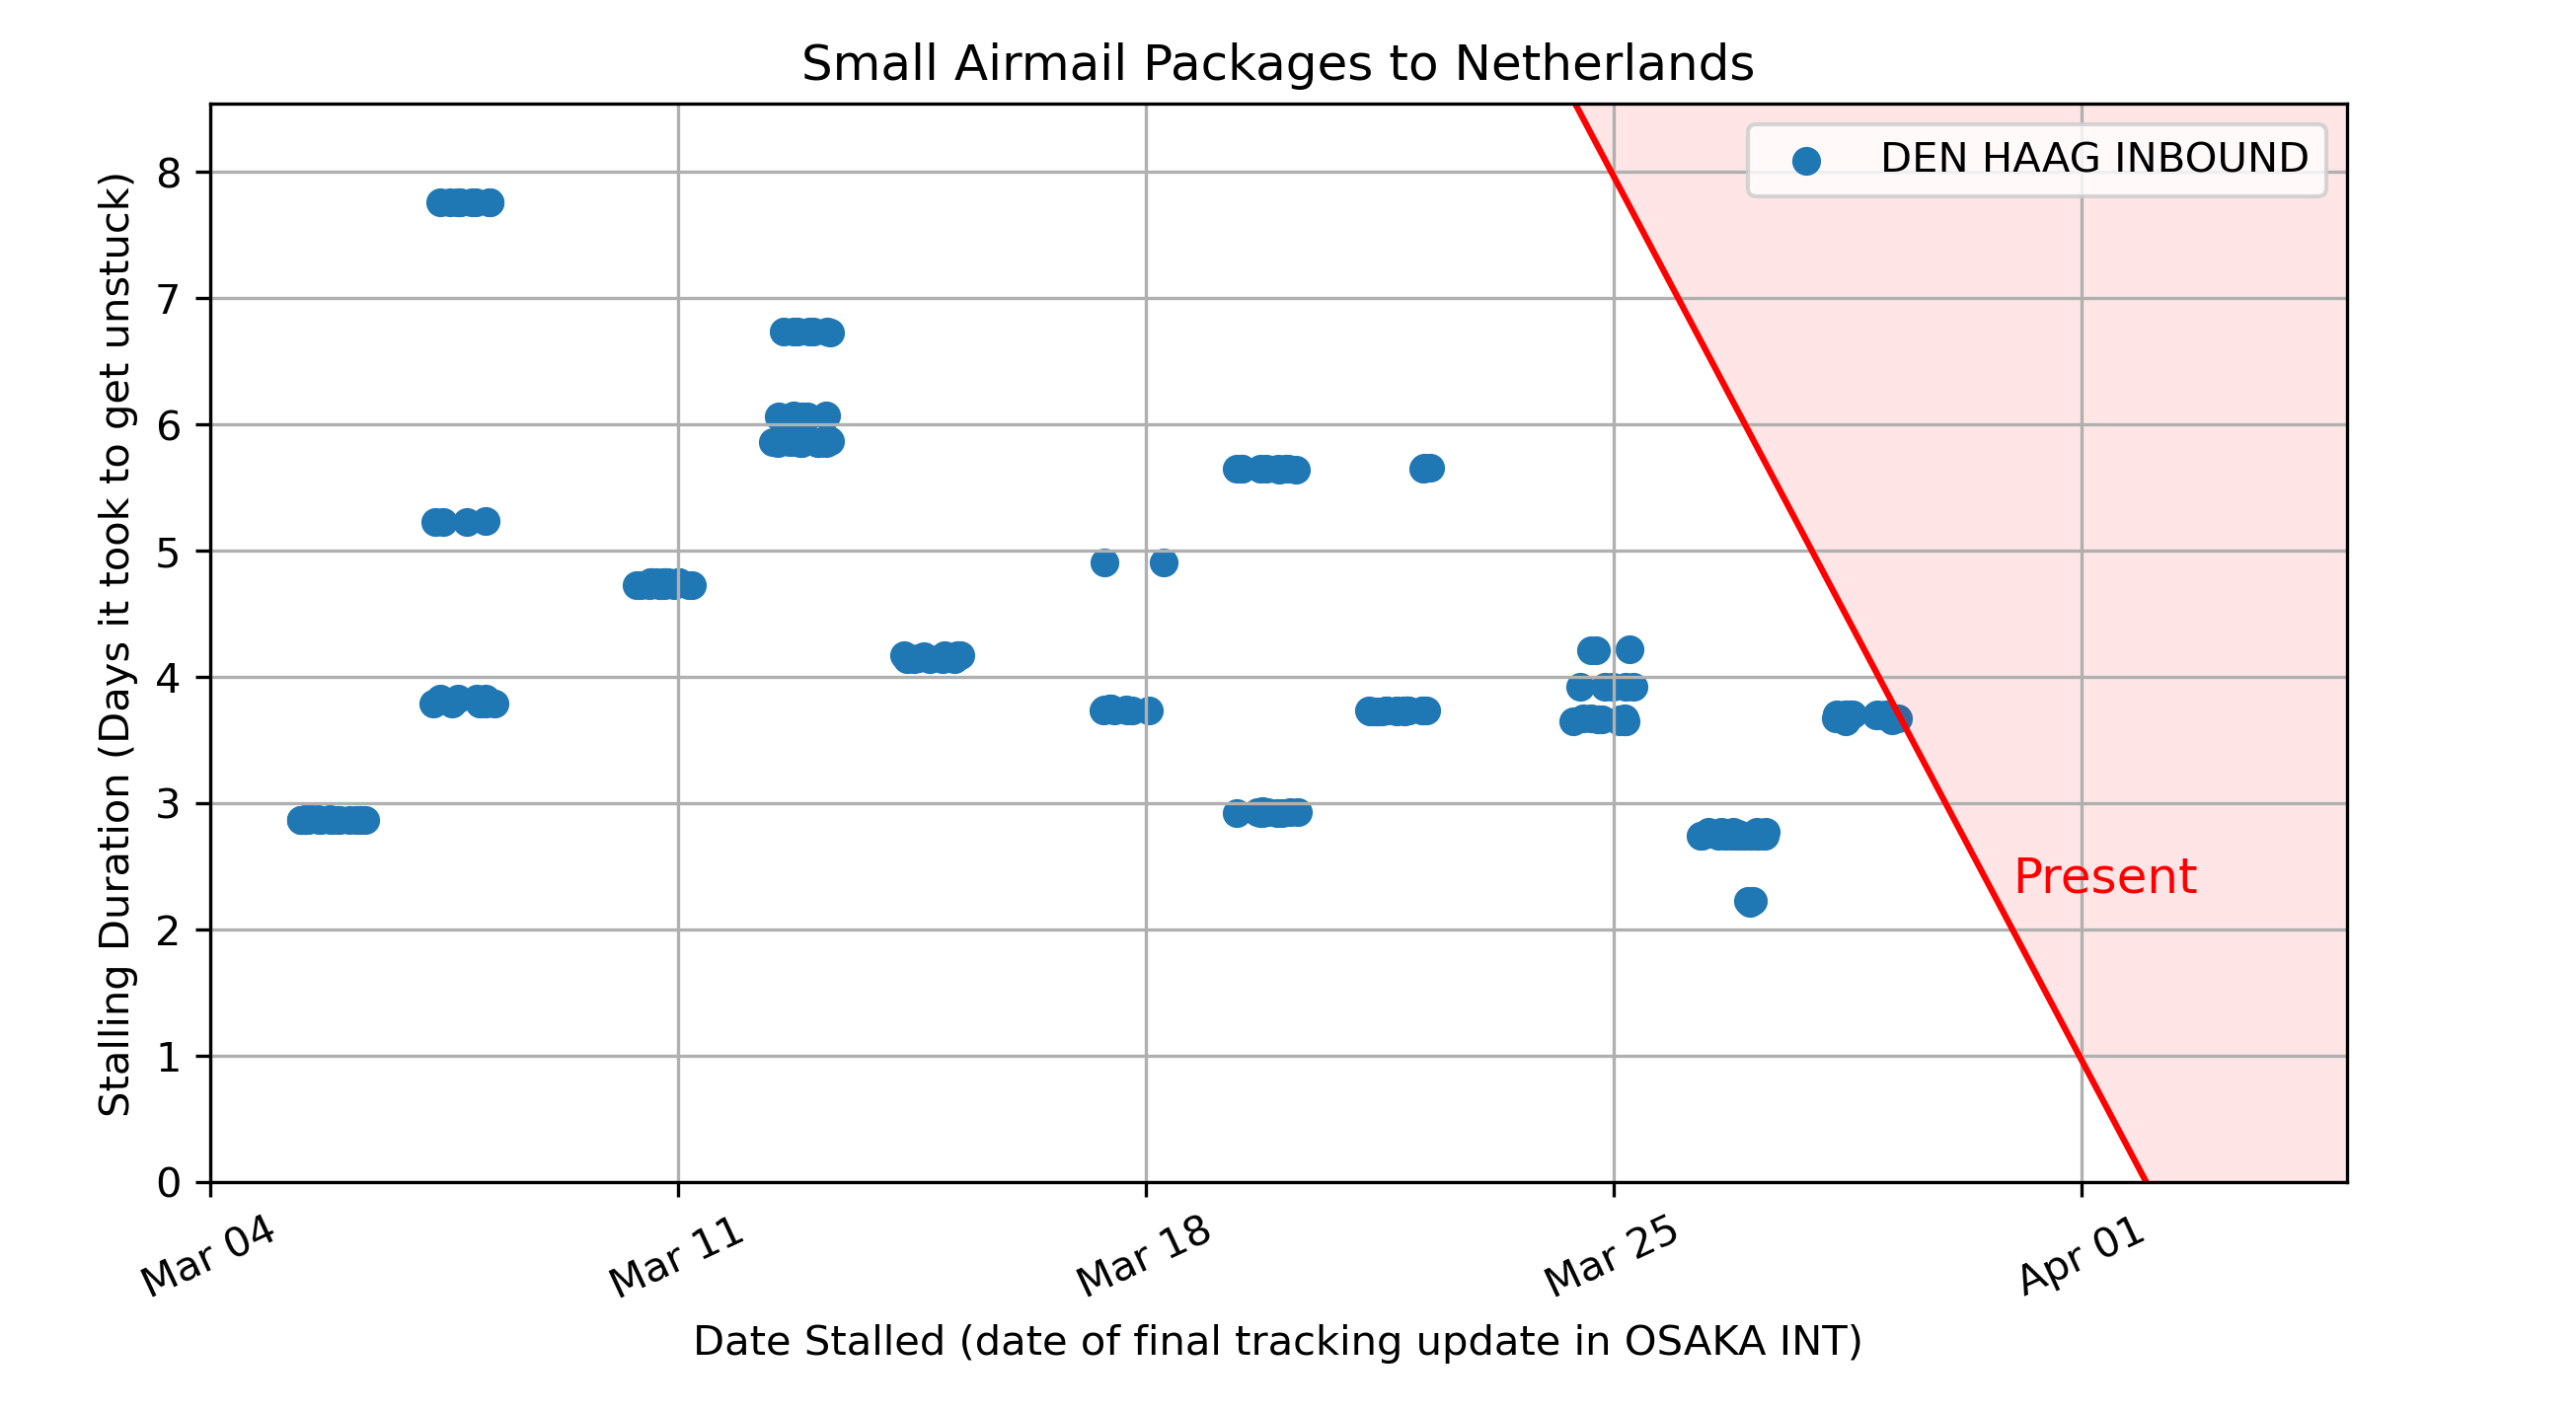 Small Airmail Packages to Netherlands
DEN HAAG INBOUND
Stalling Duration (Days it took to get unstuck)
8
7
6
5
4
3
2
1
0
Present
Mar 04
Mar 11
Mar 18
Mar 25
Apr 01
Date Stalled (date of final tracking update in OSAKA INT)